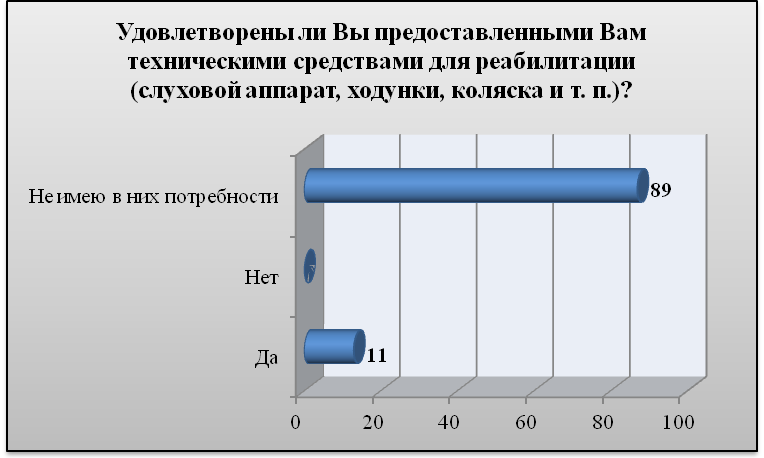 Удовлетворены ли Вы предоставленными Вам
техническими средствами для реабилитации
(слуховой аппарат, ходунки, коляска и т. п.)?
Не имею в них потребности
89
Нет
Да
11
0 20 40 60 80 100